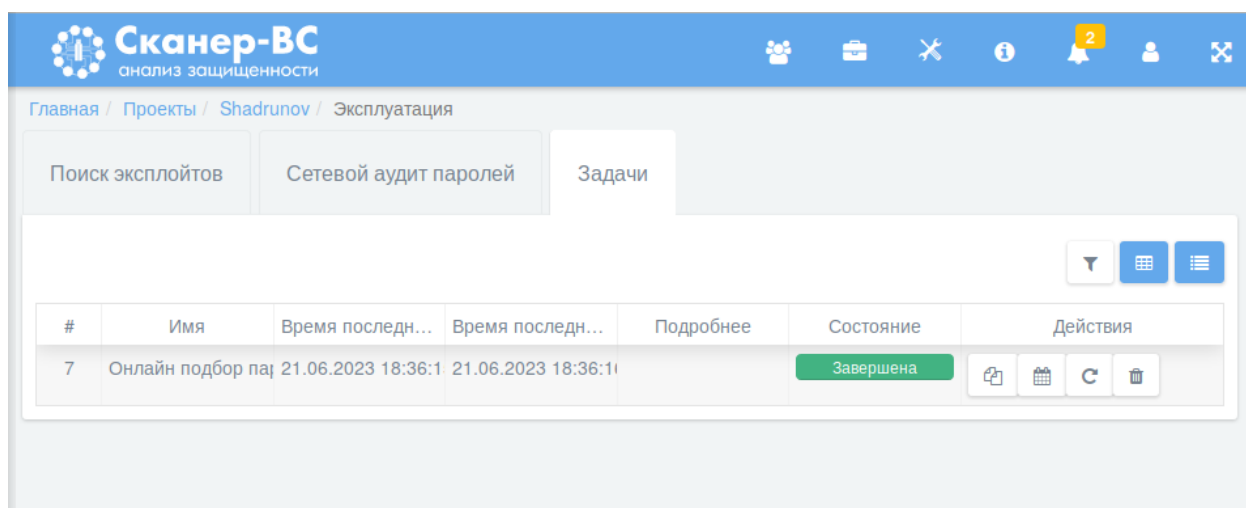 Сканер-ВС
анализ защищенности
2
Главная / Проекты / Shadrunov / Эксплуатация
Поиск эксплойтов Сетевой аудит паролей Задачи
# Имя Время последн... Время последн... Подробнее Состояние Действия
7 Онлайн подбор пар 21.06.2023 18:36:1 21.06.2023 18:36:1 Завершена